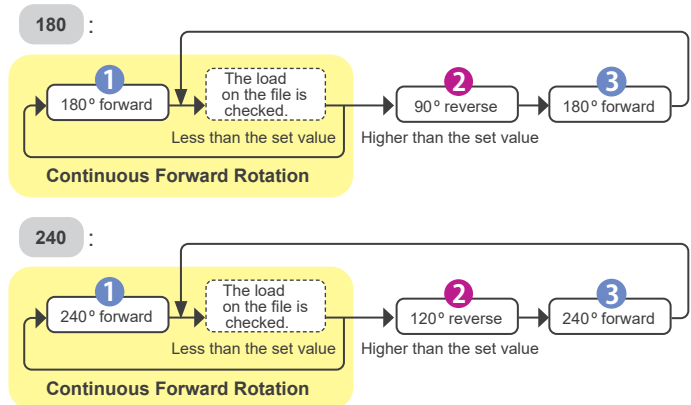 180 :
1
2
3
180° forward
The load
on the file is
checked.
90° reverse
180° forward
Less than the set value
Higher than the set value
Continuous Forward Rotation
240 :
1
2
3
240° forward
The load
on the file is
checked.
120° reverse
240° forward
Less than the set value
Higher than the set value
Continuous Forward Rotation